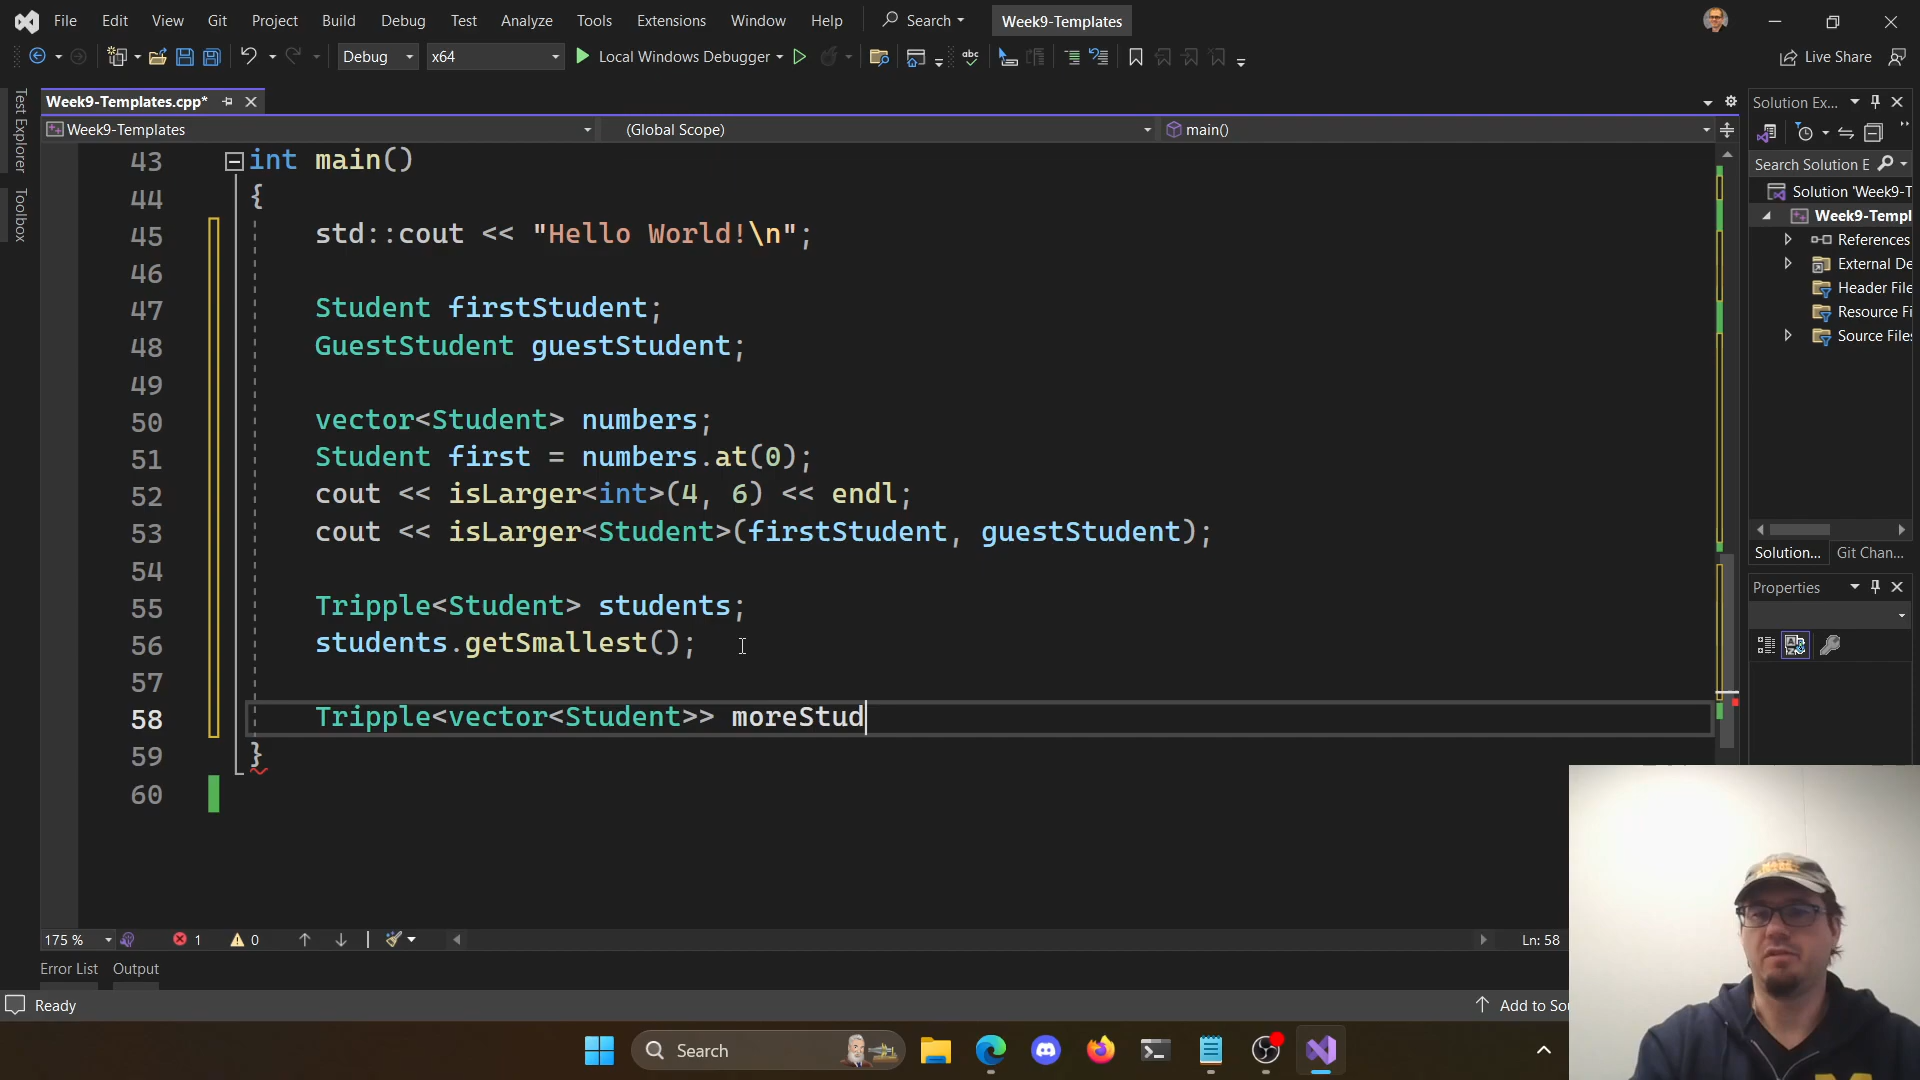 File Edit View Git Project Build Debug Test Analyze Tools Extensions Window Help Search Week9-Templates
Debug x64 Local Windows Debugger Live Share
Test Explorer
Toolbox
Week9-Templates.cpp*
Week9-Templates (Global Scope) main()
43 int main()
44 {
45 std::cout << "Hello World!\n";
46
47 Student firstStudent;
48 GuestStudent guestStudent;
49
50 vector<Student> numbers;
51 Student first = numbers.at(0);
52 cout << isLarger<int>(4, 6) << endl;
53 cout << isLarger<Student>(firstStudent, guestStudent);
54
55 Tripple<Student> students;
56 students.getSmallest();
57
58 Tripple<vector<Student>> moreStud
59 }
60
175 % 1 0 Ln: 58
Error List Output
Ready Add to Sou
Solution Ex...
Search Solution E
Solution 'Week9-T
Week9-Templ
References
External De
Header File
Resource Fi
Source Files
Solution... Git Chan...
Properties
Search